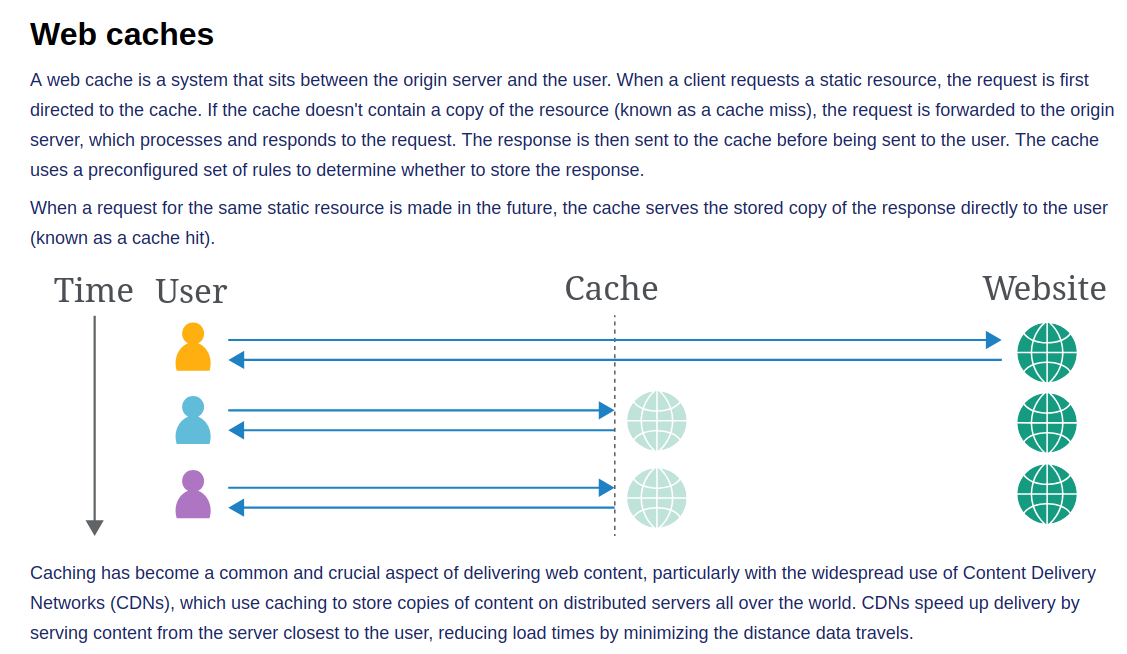 Web caches
A web cache is a system that sits between the origin server and the user. When a client requests a static resource, the request is first
directed to the cache. If the cache doesn't contain a copy of the resource (known as a cache miss), the request is forwarded to the origin
server, which processes and responds to the request. The response is then sent to the cache before being sent to the user. The cache
uses a preconfigured set of rules to determine whether to store the response.
When a request for the same static resource is made in the future, the cache serves the stored copy of the response directly to the user
(known as a cache hit).
Time User Cache Website
Caching has become a common and crucial aspect of delivering web content, particularly with the widespread use of Content Delivery
Networks (CDNs), which use caching to store copies of content on distributed servers all over the world. CDNs speed up delivery by
serving content from the server closest to the user, reducing load times by minimizing the distance data travels.